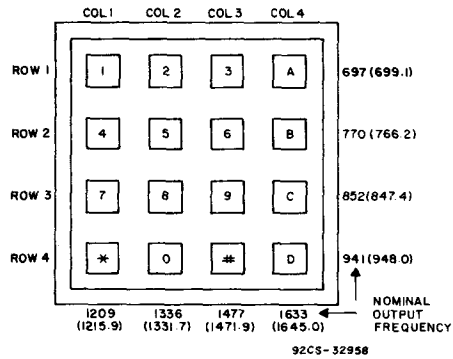 COL 1 COL 2 COL 3 COL 4
ROW 1 1 2 3 A 697(699.1)
ROW 2 4 5 6 B 770(766.2)
ROW 3 7 8 9 C 852(847.4)
ROW 4 * 0 # D 941(948.0)
1209 1336 1477 1633 NOMINAL
(1215.9) (1331.7) (1471.9) (1645.0) OUTPUT
FREQUENCY
92CS-32958